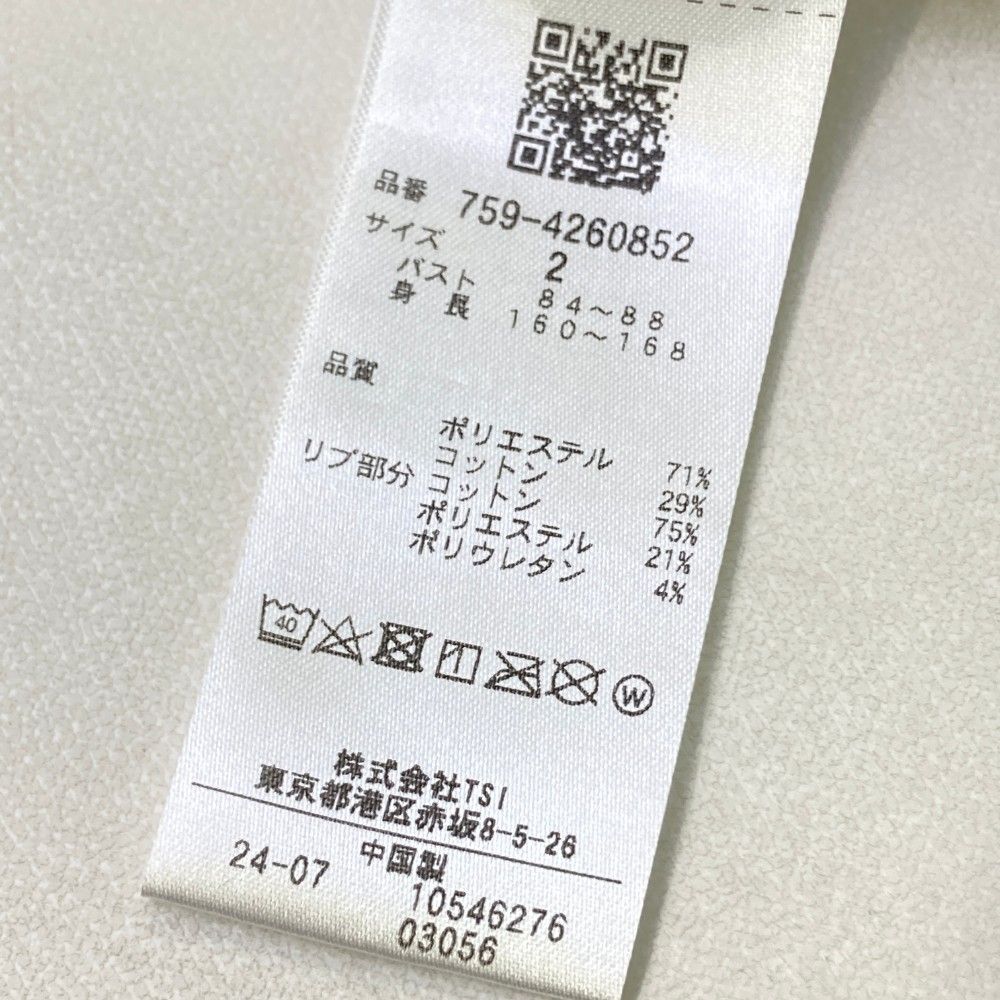 品番 759-4260852
サイズ 2
バスト 84～88
身長 160～168
品質
ポリエステル 71%
コットン 29%
リブ部分 コットン 75%
ポリエステル 21%
ポリウレタン 4%
40
W
株式会社TSI
東京都港区赤坂8-5-26
中国製
24-07 10546276
03056